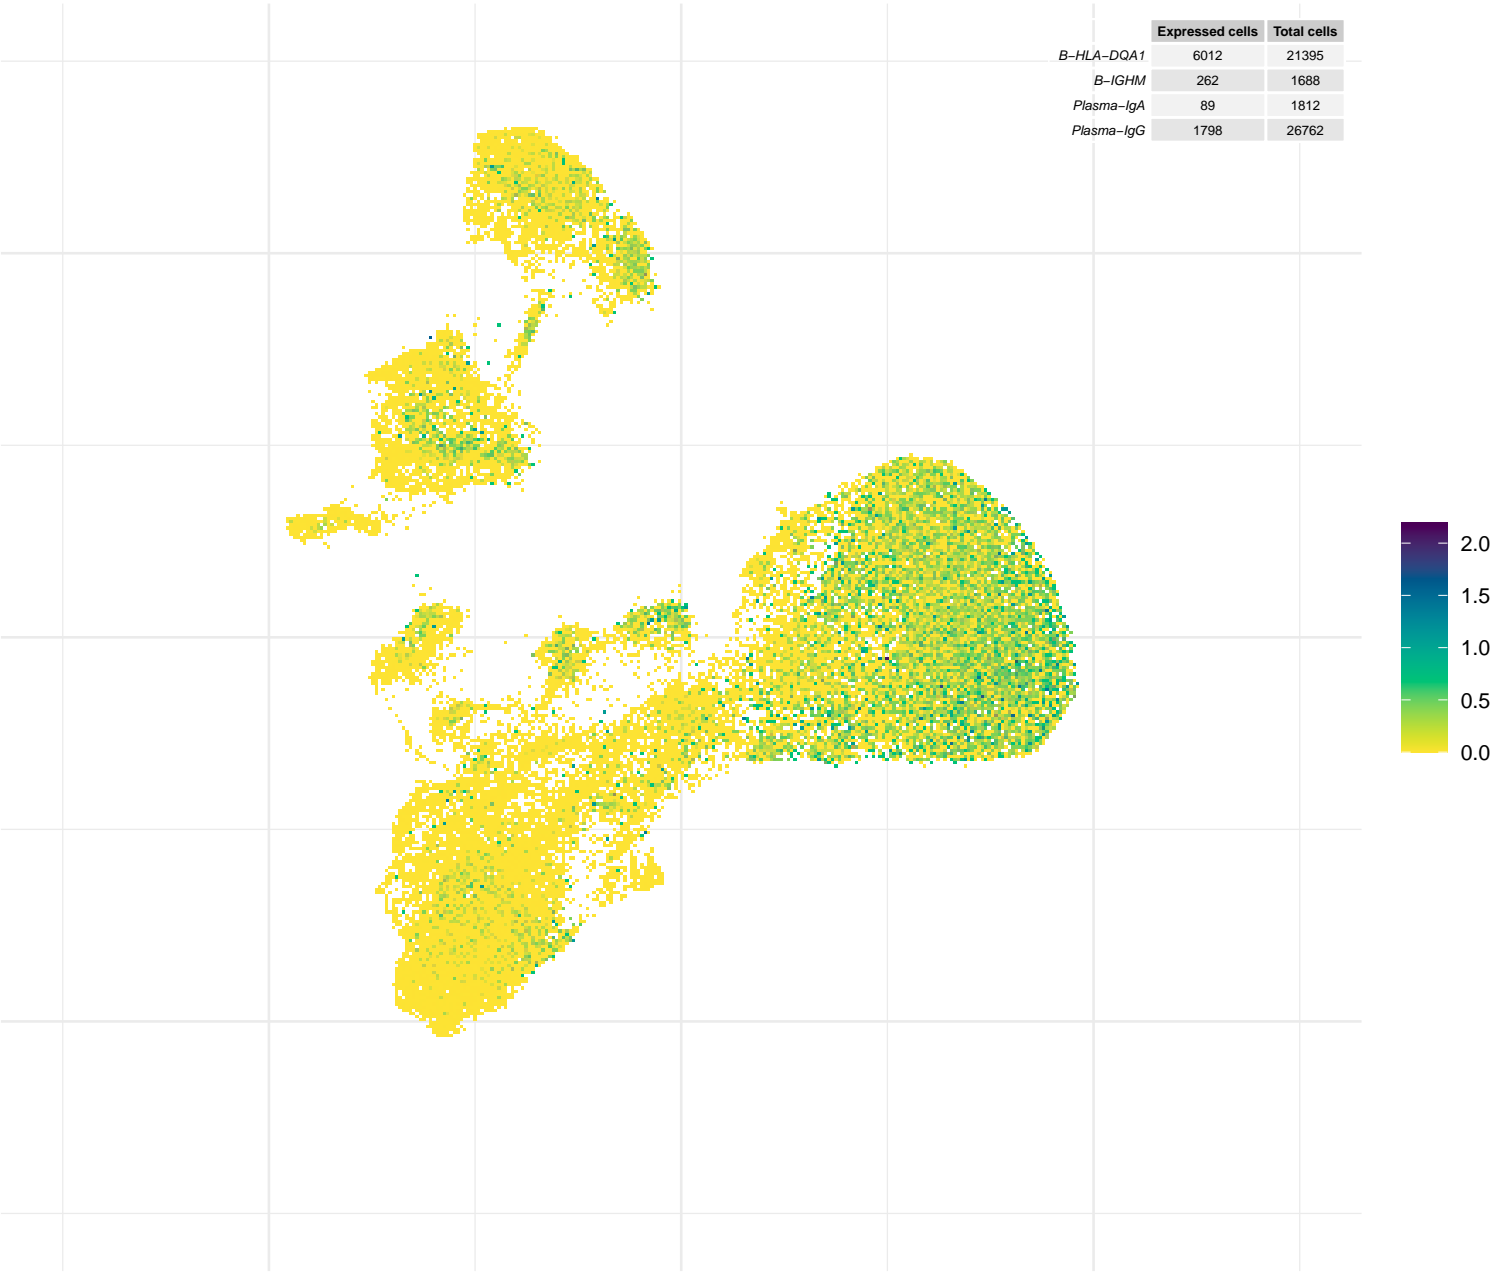 Expressed cells Total cells
B−HLA−DQA1 6012 21395
B−IGHM 262 1688
Plasma−IgA 89 1812
Plasma−IgG 1798 26762
2.0
1.5
1.0
0.5
0.0